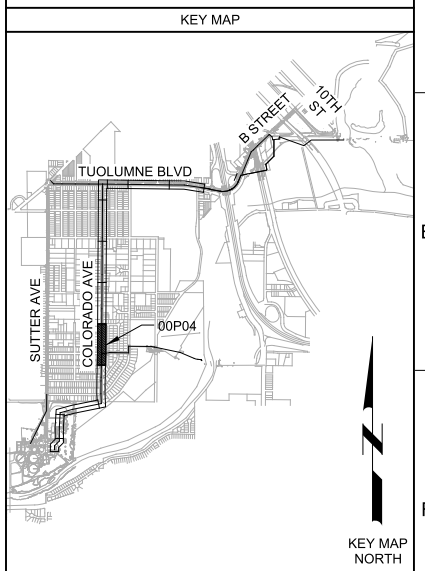 KEY MAP
B STREET
10TH
ST
TUOLUMNE BLVD
SUTTER AVE
COLORADO AVE
00P04
N
KEY MAP
NORTH